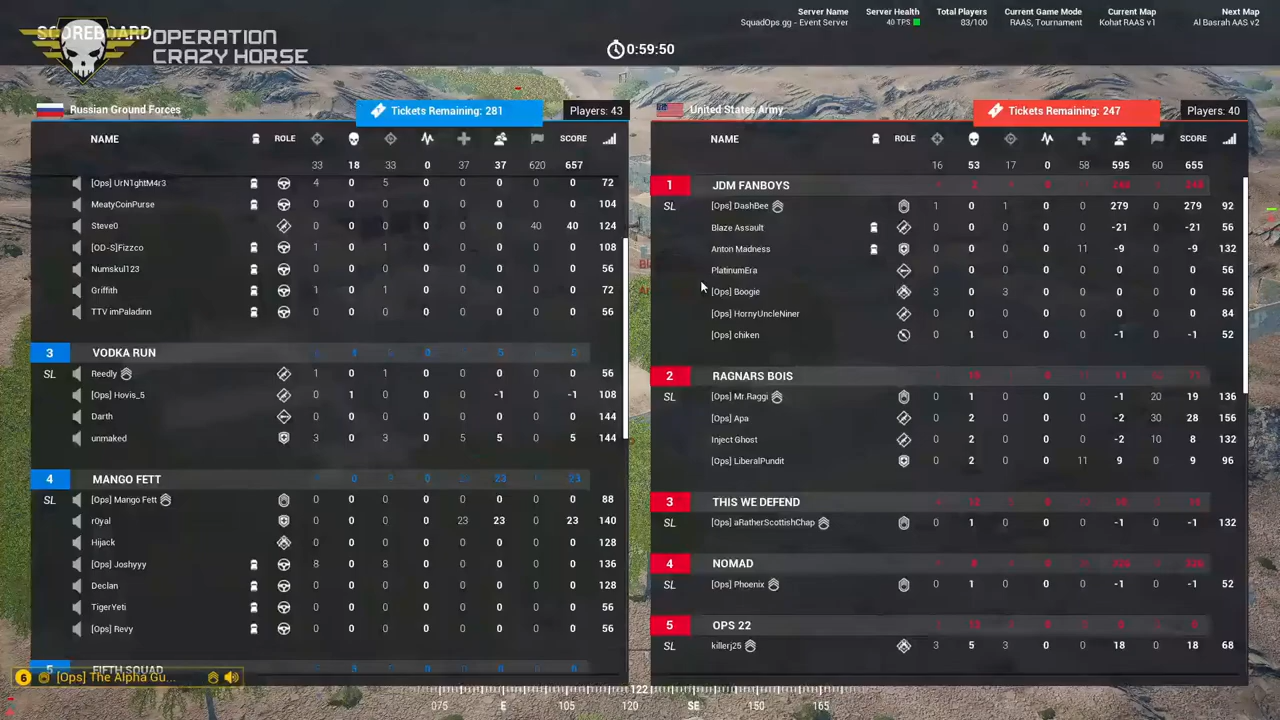 SCOREBOARD
OPERATION
CRAZY HORSE
0:59:50
Server Name Server Health Total Players Current Game Mode Current Map Next Map
SquadOps gg - Event Server 40 TPS 83/100 RAAS, Tournament Kohat RAAS v1 Al Basrah AAS v2
Russian Ground Forces Tickets Remaining: 281 Players: 43
NAME ROLE SCORE
33 18 33 0 37 37 620 657
[Ops] UrN1ghtM4r3 4 0 5 0 0 0 0 0 72
MeatyCoinPurse 0 0 0 0 0 0 0 0 104
Steve0 0 0 0 0 0 0 40 40 124
[OD-S]Fizzco 1 0 1 0 0 0 0 0 108
Numskul123 0 0 0 0 0 0 0 0 56
Griffith 1 0 1 0 0 0 0 0 72
TTV imPaladinn 0 0 0 0 0 0 0 0 56
3 VODKA RUN
SL Reedly 1 0 1 0 0 0 0 0 56
[Ops] Hovis_5 0 1 0 0 0 -1 0 -1 108
Darth 0 0 0 0 0 0 0 0 144
unmaked 3 0 3 0 5 5 0 5 144
4 MANGO FETT
SL [Ops] Mango Fett 0 0 0 0 0 0 0 0 88
r0yal 0 0 0 0 23 23 0 23 140
Hijack 0 0 0 0 0 0 0 0 128
[Ops] Joshyyy 8 0 8 0 0 0 0 0 136
Declan 0 0 0 0 0 0 0 0 128
TigerYeti 0 0 0 0 0 0 0 0 56
[Ops] Revy 0 0 0 0 0 0 0 0 56
5 FIFTH SQUAD
6 [Ops] The Alpha Gu...
United States Army Tickets Remaining: 247 Players: 40
NAME ROLE SCORE
16 53 17 0 58 595 60 655
1 JDM FANBOYS
SL [Ops] DashBee 1 0 1 0 0 279 0 279 92
Blaze Assault 0 0 0 0 0 -21 0 -21 56
Anton Madness 0 0 0 0 11 -9 0 -9 132
PlatinumEra 0 0 0 0 0 0 0 0 56
[Ops] Boogie 3 0 3 0 0 0 0 0 56
[Ops] HornyUncleNiner 0 0 0 0 0 0 0 0 84
[Ops] chiken 0 1 0 0 0 -1 0 -1 52
2 RAGNARS BOIS
SL [Ops] Mr.Raggi 0 1 0 0 0 -1 20 19 136
[Ops] Apa 0 2 0 0 0 -2 30 28 156
Inject Ghost 0 2 0 0 0 -2 10 8 132
[Ops] LiberalPundit 0 2 0 0 11 9 0 9 96
3 THIS WE DEFEND
SL [Ops] aRatherScottishChap 0 1 0 0 0 -1 0 -1 132
4 NOMAD
SL [Ops] Phoenix 0 1 0 0 0 -1 0 -1 52
5 OPS 22
SL killerj25 3 5 3 0 0 18 0 18 68
075 E 105 120 122 SE 150 165